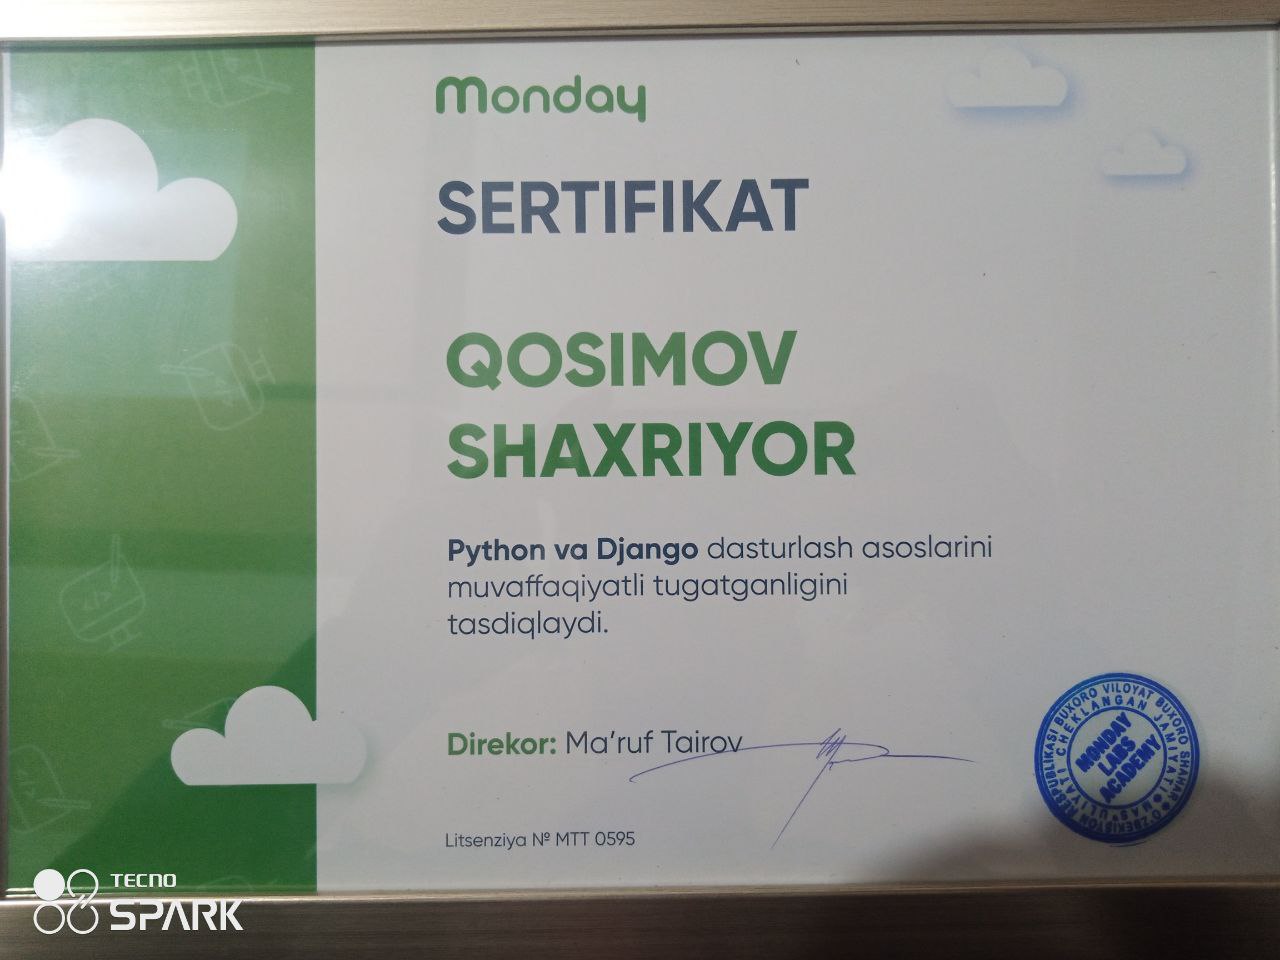 Monday
SERTIFIKAT
QOSIMOV
SHAXRIYOR
Python va Django dasturlash asoslarini
muvaffaqiyatli tugatganligini
tasdiqlaydi.
Direkor: Ma’ruf Tairov
Litsenziya № MTT 0595
O'ZBEKISTON RESPUBLIKASI BUXORO VILOYAT BUXORO SHAHAR
MAS'ULIYATI CHEKLANGAN JAMIYATI
MONDAY
LABS
ACADEMY
TECNO
SPARK